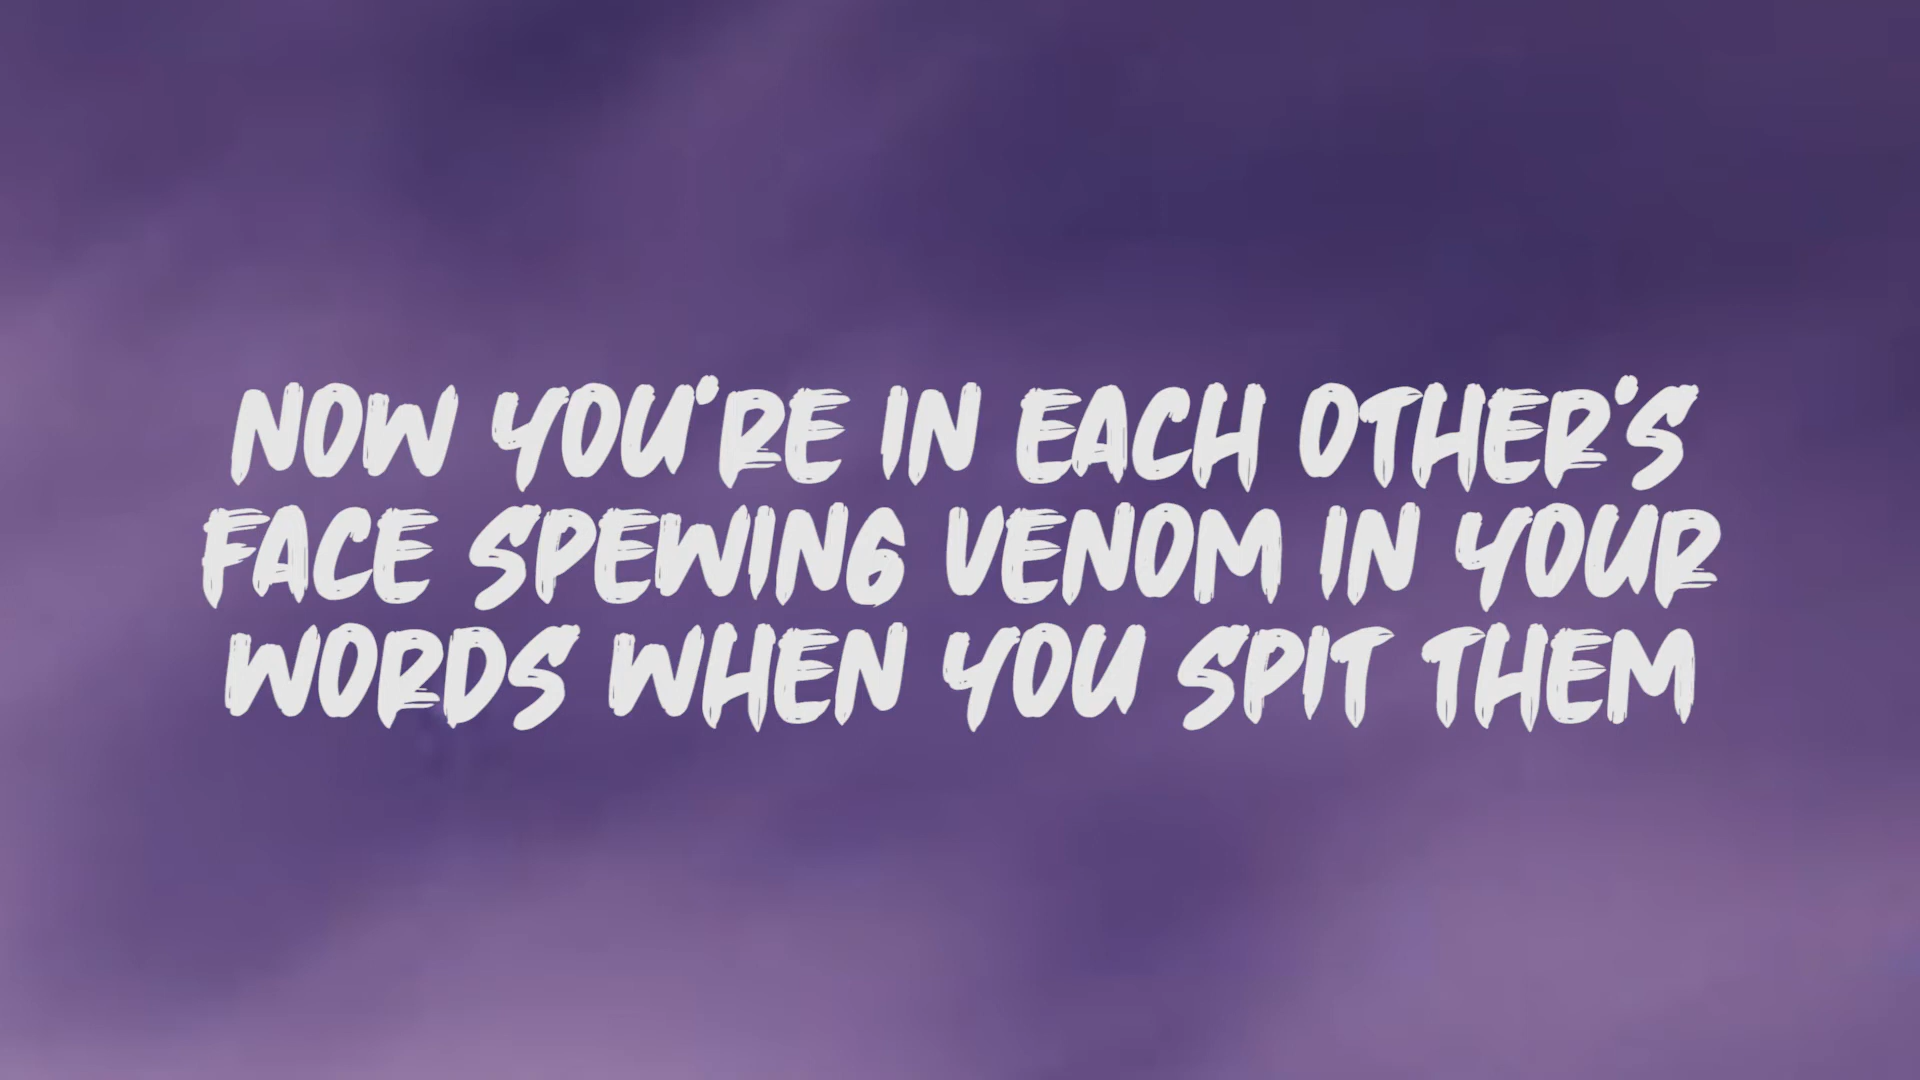 NOW YOU'RE IN EACH OTHER'S
FACE SPEWING VENOM IN YOUR
WORDS WHEN YOU SPIT THEM